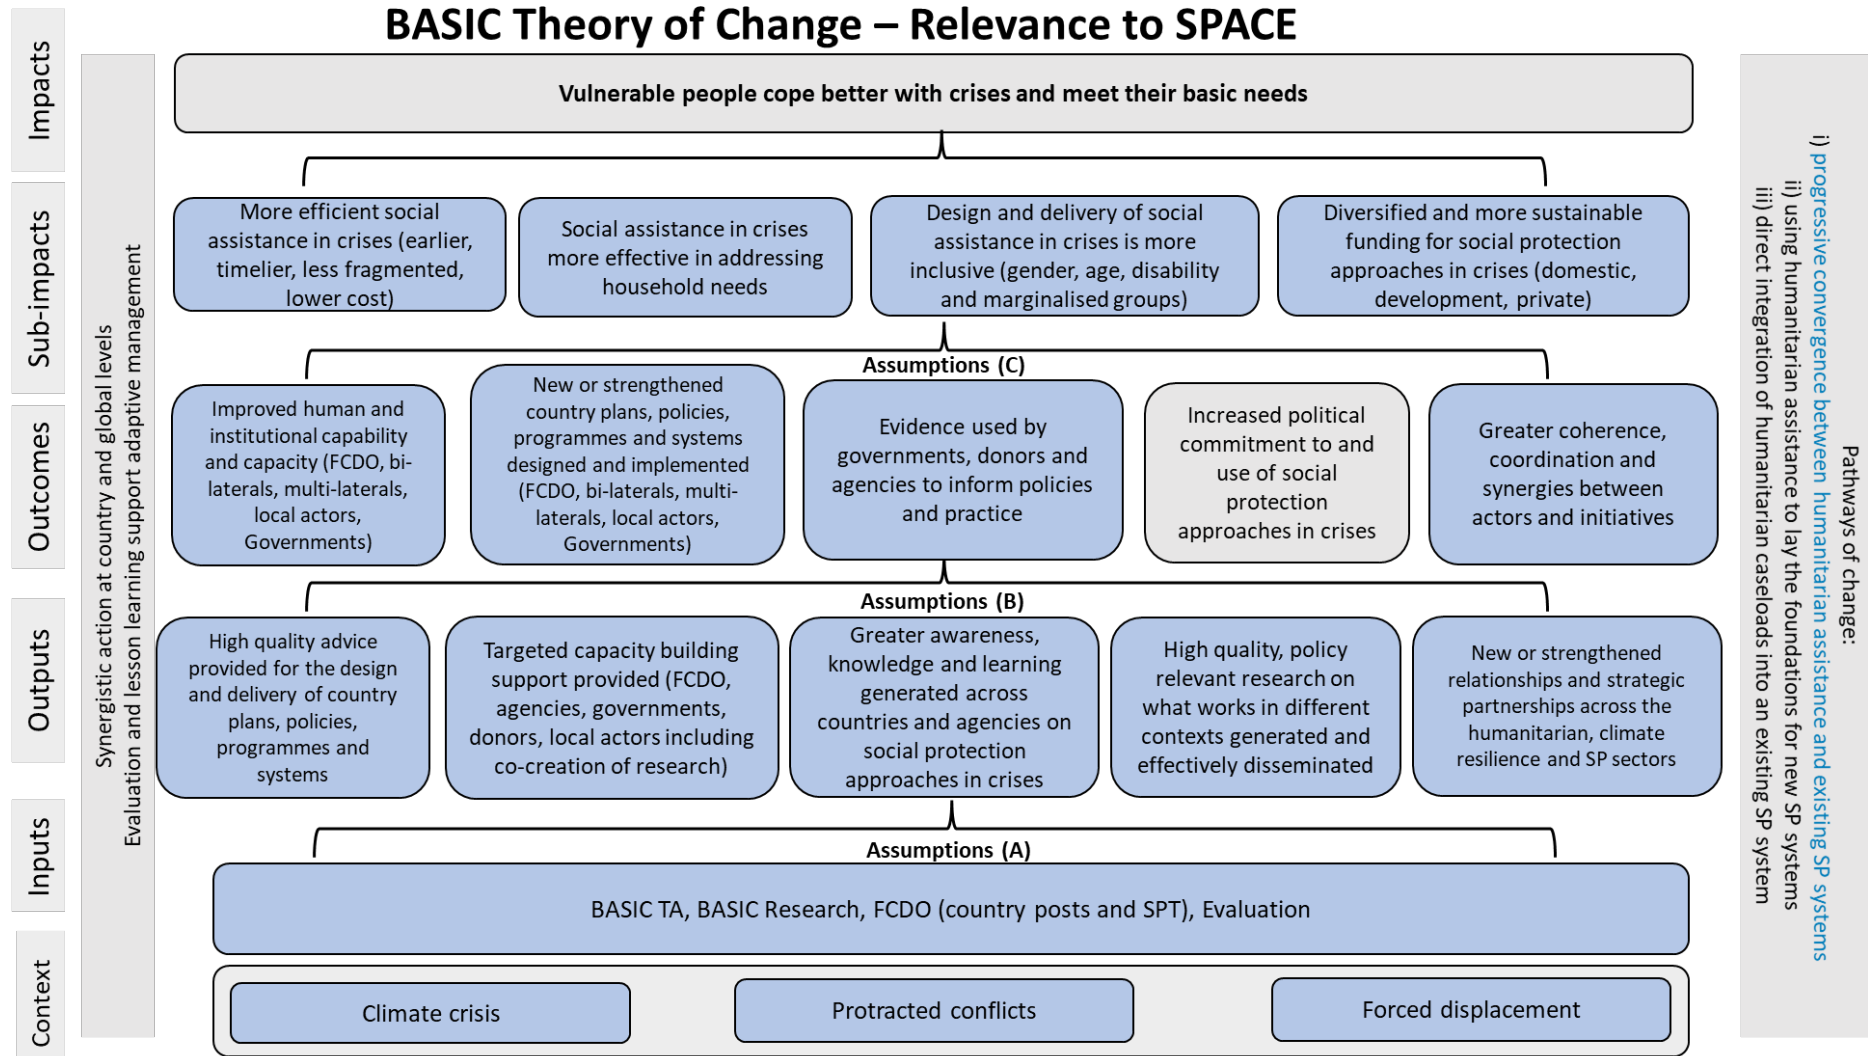 BASIC Theory of Change – Relevance to SPACE
Impacts
Vulnerable people cope better with crises and meet their basic needs
Sub-impacts
More efficient social
assistance in crises (earlier,
timelier, less fragmented,
lower cost)
Social assistance in crises
more effective in addressing
household needs
Design and delivery of social
assistance in crises is more
inclusive (gender, age, disability
and marginalised groups)
Diversified and more sustainable
funding for social protection
approaches in crises (domestic,
development, private)
Assumptions (C)
Outcomes
Improved human and
institutional capability
and capacity (FCDO, bi-
laterals, multi-laterals,
local actors,
Governments)
New or strengthened
country plans, policies,
programmes and systems
designed and implemented
(FCDO, bi-laterals, multi-
laterals, local actors,
Governments)
Evidence used by
governments, donors and
agencies to inform policies
and practice
Increased political
commitment to and
use of social
protection
approaches in crises
Greater coherence,
coordination and
synergies between
actors and initiatives
Assumptions (B)
Outputs
High quality advice
provided for the design
and delivery of country
plans, policies,
programmes and
systems
Targeted capacity building
support provided (FCDO,
agencies, governments,
donors, local actors including
co-creation of research)
Greater awareness,
knowledge and learning
generated across
countries and agencies on
social protection
approaches in crises
High quality, policy
relevant research on
what works in different
contexts generated and
effectively disseminated
New or strengthened
relationships and strategic
partnerships across the
humanitarian, climate
resilience and SP sectors
Assumptions (A)
Inputs
BASIC TA, BASIC Research, FCDO (country posts and SPT), Evaluation
Context
Climate crisis
Protracted conflicts
Forced displacement
Synergistic action at country and global levels
Evaluation and lesson learning support adaptive management
Pathways of change:
i) progressive convergence between humanitarian assistance and existing SP systems
ii) using humanitarian assistance to lay the foundations for new SP systems
iii) direct integration of humanitarian caseloads into an existing SP system